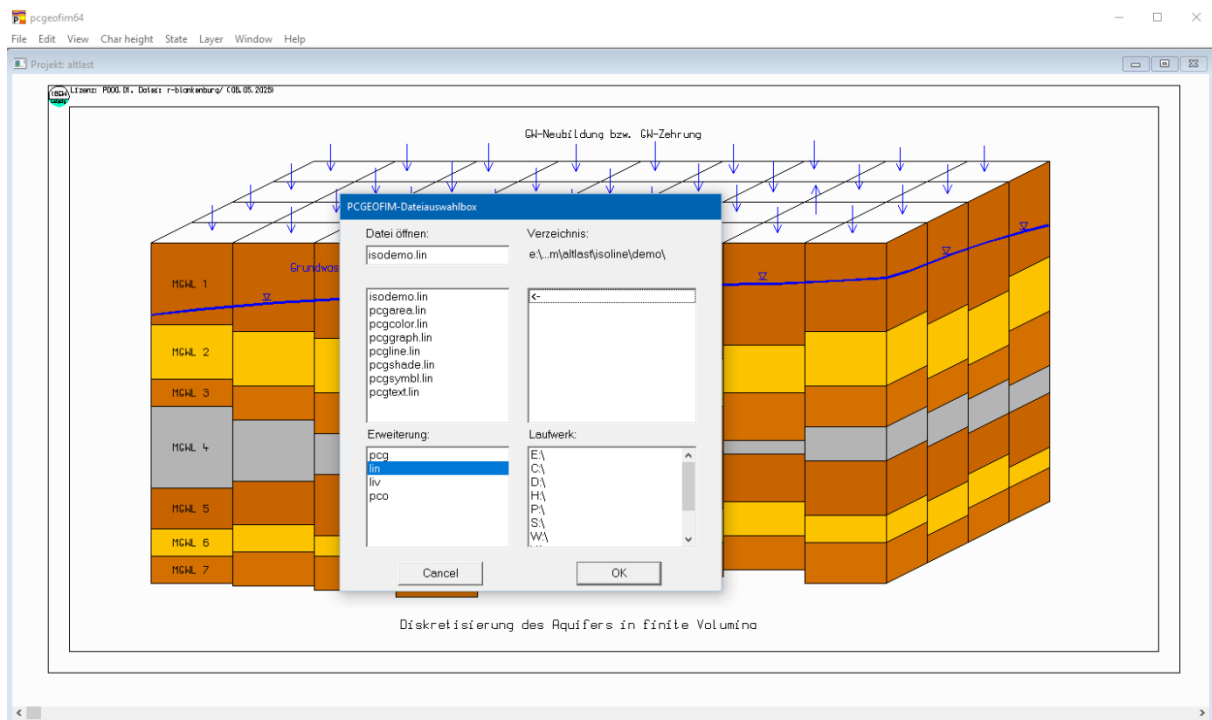 pcgeofim64
File Edit View Char height State Layer Window Help
Projekt: altlast
Lizenz: PD00.01. Dates: r-blankenburg/ (08.05.2025)
GW-Neubildung bzw. GW-Zehrung
PCGEOFIM-Dateiauswahlbox
Datei öffnen:
isodemo.lin
isodemo.lin
pcgarea.lin
pcgcolor.lin
pcggraph.lin
pcgline.lin
pcgshade.lin
pcgsymbl.lin
pcgtext.lin
Verzeichnis:
e:\...m\altlast\isoline\demo\
<-
Erweiterung:
pcg
lin
liv
pco
Laufwerk:
E:\
C:\
D:\
H:\
P:\
S:\
W:\
Cancel
OK
Grundwas
MGWL 1
MGWL 2
MGWL 3
MGWL 4
MGWL 5
MGWL 6
MGWL 7
Diskretisierung des Aquifers in finite Volumina